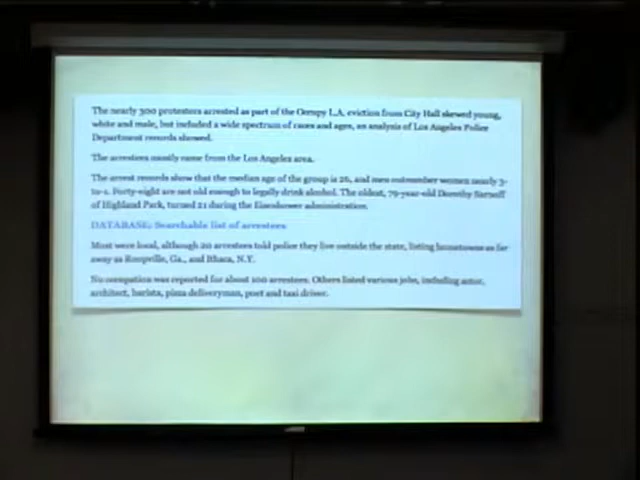 The nearly 300 protesters arrested as part of the Occupy L.A. eviction from City Hall skewed young,
white and male, but included a wide spectrum of races and ages, an analysis of Los Angeles Police
Department records showed.
The arrestees mostly came from the Los Angeles area.
The arrest records show that the median age of the group is 26, and men outnumber women nearly 3-
to-1. Forty-eight are not old enough to legally drink alcohol. The oldest, 79-year-old Dorothy
of Highland Park, turned 21 during the Eisenhower administration.
DATABASE: Searchable list of arrestees
Most were local, although 20 arrestees told police they live outside the state, listing hometowns as far
away as Roopville, Ga., and Ithaca, N.Y.
No occupation was reported for about 100 arrestees. Others listed various jobs, including actor,
architect, barista, pizza deliveryman, poet and taxi driver.